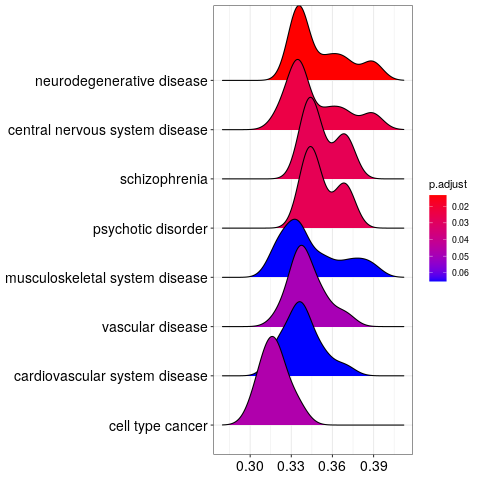 neurodegenerative disease
central nervous system disease
schizophrenia
psychotic disorder
musculoskeletal system disease
vascular disease
cardiovascular system disease
cell type cancer
0.30 0.33 0.36 0.39
p.adjust
0.02
0.03
0.04
0.05
0.06